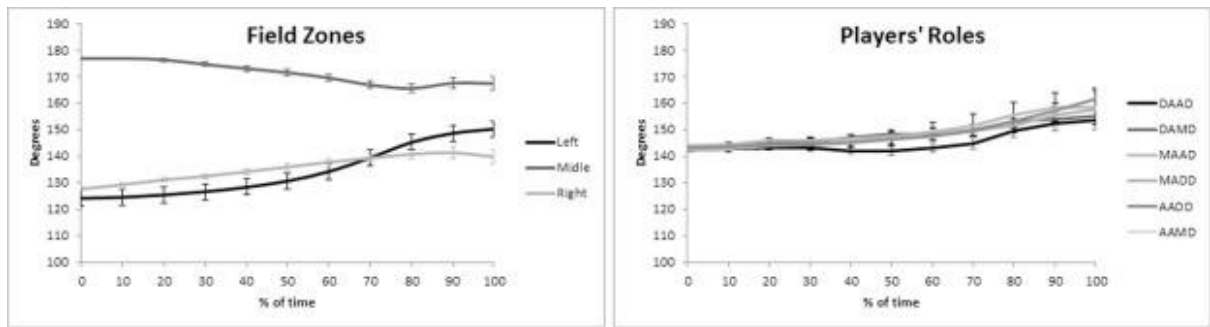 Field Zones
190
180
170
160
150
140
130
120
110
100
Degrees
0 10 20 30 40 50 60 70 80 90 100
% of time
Left
Midle
Right
Players' Roles
190
180
170
160
150
140
130
120
110
100
Degrees
0 10 20 30 40 50 60 70 80 90 100
% of time
DAAD
DAMD
MAAD
MADD
AADD
AAMD